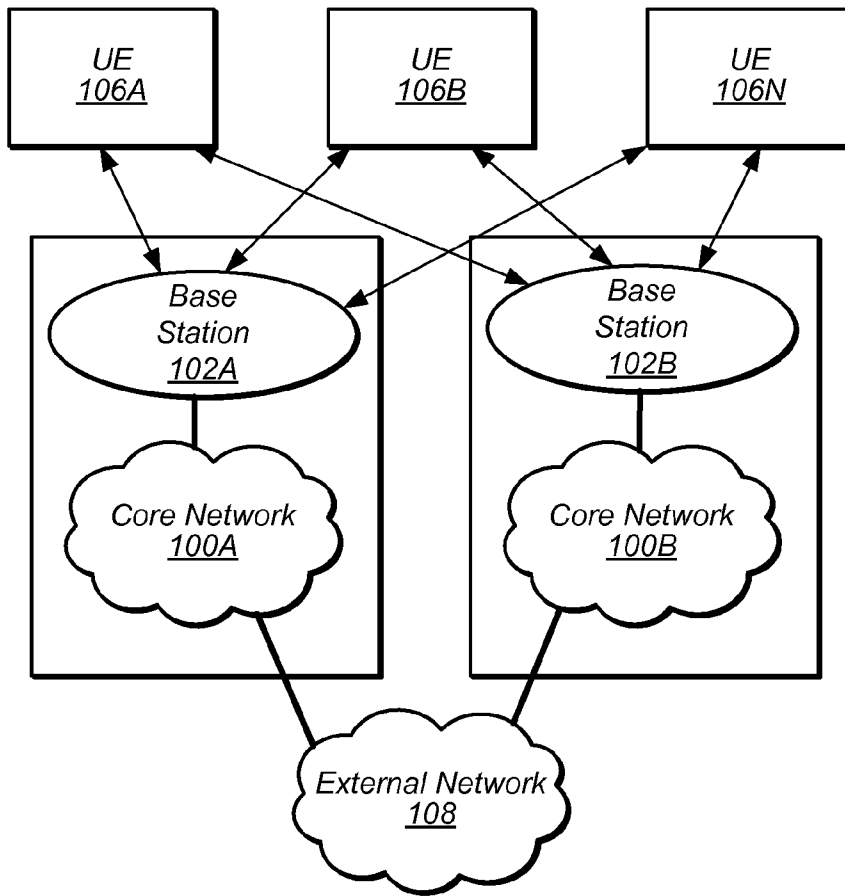 UE
106A
UE
106B
UE
106N
Base
Station
102A
Base
Station
102B
Core Network
100A
Core Network
100B
External Network
108